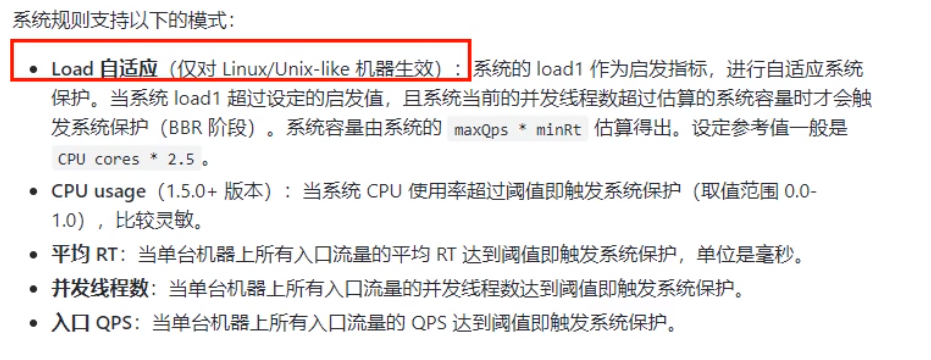 系统规则支持以下的模式：
• Load 自适应（仅对 Linux/Unix-like 机器生效）：系统的 load1 作为启发指标，进行自适应系统
保护。当系统 load1 超过设定的启发值，且系统当前的并发线程数超过估算的系统容量时才会触
发系统保护（BBR 阶段）。系统容量由系统的 maxQps * minRt 估算得出。设定参考值一般是
CPU cores * 2.5。
• CPU usage（1.5.0+ 版本）：当系统 CPU 使用率超过阈值即触发系统保护（取值范围 0.0-
1.0），比较灵敏。
• 平均 RT：当单台机器上所有入口流量的平均 RT 达到阈值即触发系统保护，单位是毫秒。
• 并发线程数：当单台机器上所有入口流量的并发线程数达到阈值即触发系统保护。
• 入口 QPS：当单台机器上所有入口流量的 QPS 达到阈值即触发系统保护。